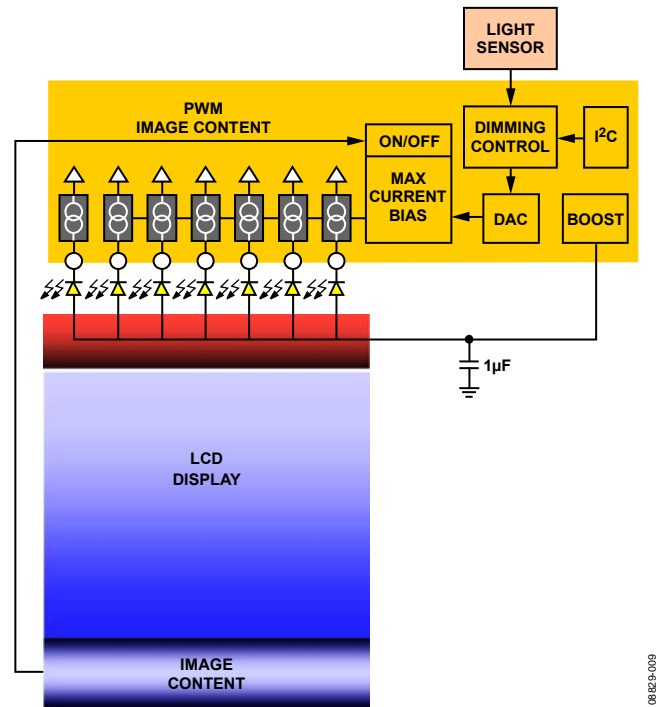 LIGHT
SENSOR
PWM
IMAGE CONTENT
ON/OFF
DIMMING
CONTROL
I²C
MAX
CURRENT
BIAS
DAC
BOOST
1µF
LCD
DISPLAY
IMAGE
CONTENT
08829-009